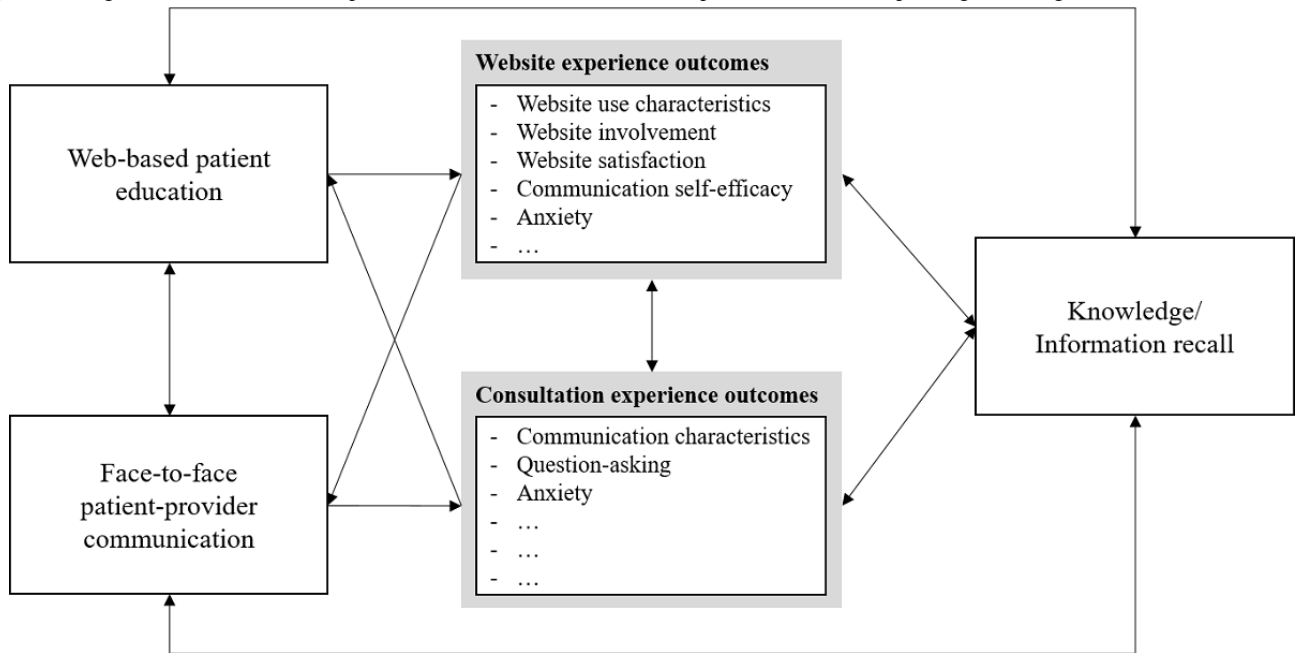 Website experience outcomes
- Website use characteristics
- Website involvement
- Website satisfaction
- Communication self-efficacy
- Anxiety
- …
Web-based patient
education
Knowledge/
Information recall
Consultation experience outcomes
- Communication characteristics
- Question-asking
- Anxiety
- …
- …
- …
Face-to-face
patient-provider
communication